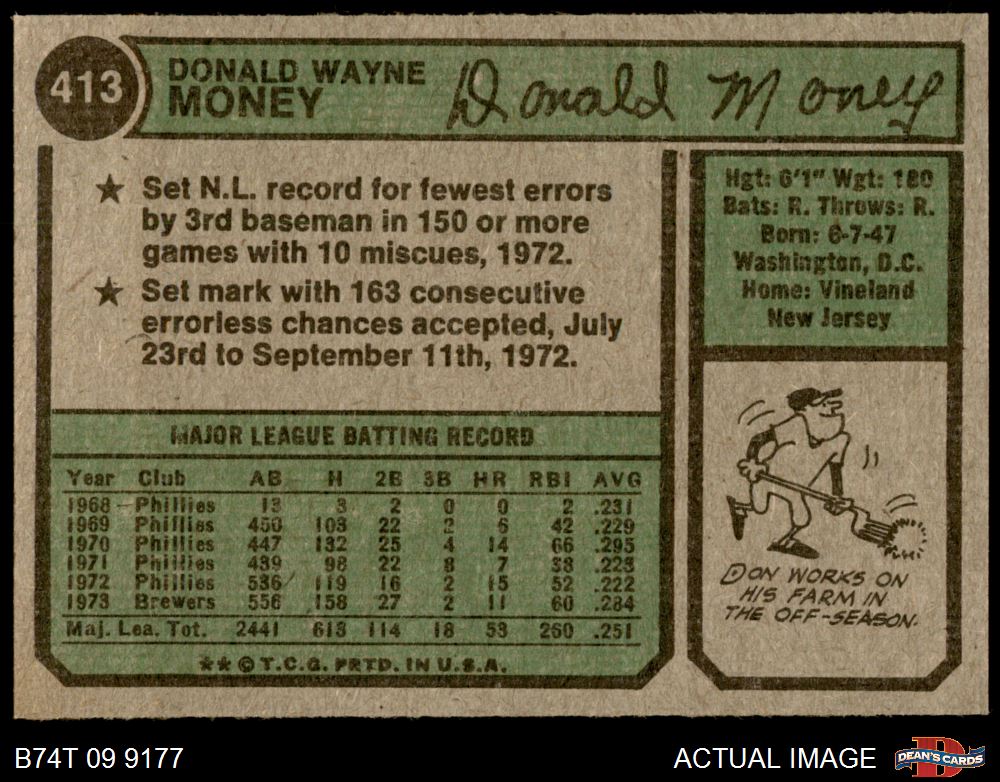 413
DONALD WAYNE
MONEY
Donald Money
★ Set N.L. record for fewest errors
by 3rd baseman in 150 or more
games with 10 miscues, 1972.
★ Set mark with 163 consecutive
errorless chances accepted, July
23rd to September 11th, 1972.
Hgt: 6'1" Wgt: 180
Bats: R. Throws: R.
Born: 6-7-47
Washington, D.C.
Home: Vineland
New Jersey
MAJOR LEAGUE BATTING RECORD
Year Club AB H 2B 3B HR RBI AVG
1968 Phillies 13 3 2 0 0 2 .231
1969 Phillies 450 103 22 2 6 42 .229
1970 Phillies 447 132 25 4 14 66 .295
1971 Phillies 439 98 22 8 7 38 .223
1972 Phillies 536 119 16 2 15 52 .222
1973 Brewers 556 158 27 2 11 60 .284
Maj. Lea. Tot. 2441 613 114 18 53 260 .251
★★ © T.C.G. PRTD. IN U.S.A.
DON WORKS ON
HIS FARM IN
THE OFF-SEASON.
B74T 09 9177
ACTUAL IMAGE
D
DEAN'S CARDS